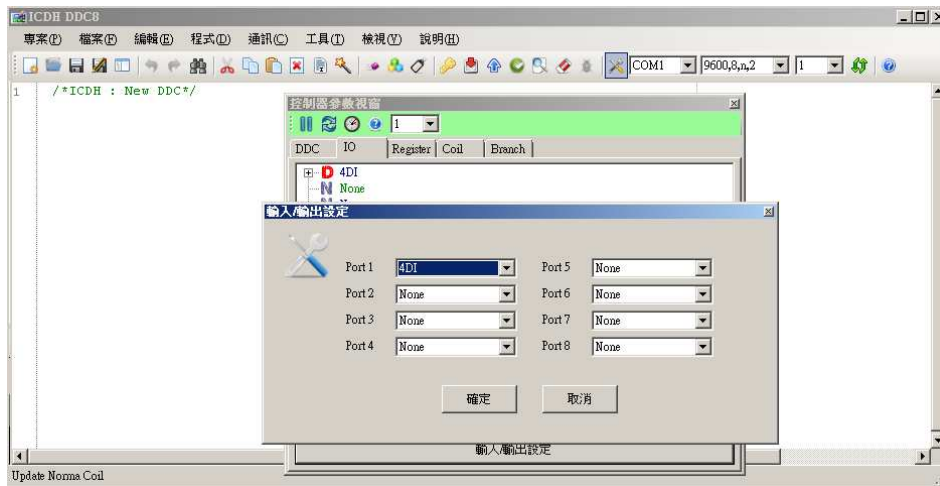 ICDH DDC8
專案(P) 檔案(F) 編輯(E) 程式(D) 通訊(C) 工具(T) 檢視(V) 說明(H)
COM1 9600,8,n,2 1
1 /*ICDH : New DDC*/
控制器參數視窗
1
DDC IO Register Coil Branch
4DI
None
輸入/輸出設定
Port 1 4DI Port 5 None
Port 2 None Port 6 None
Port 3 None Port 7 None
Port 4 None Port 8 None
確定 取消
輸入/輸出設定
Update Norma Coil